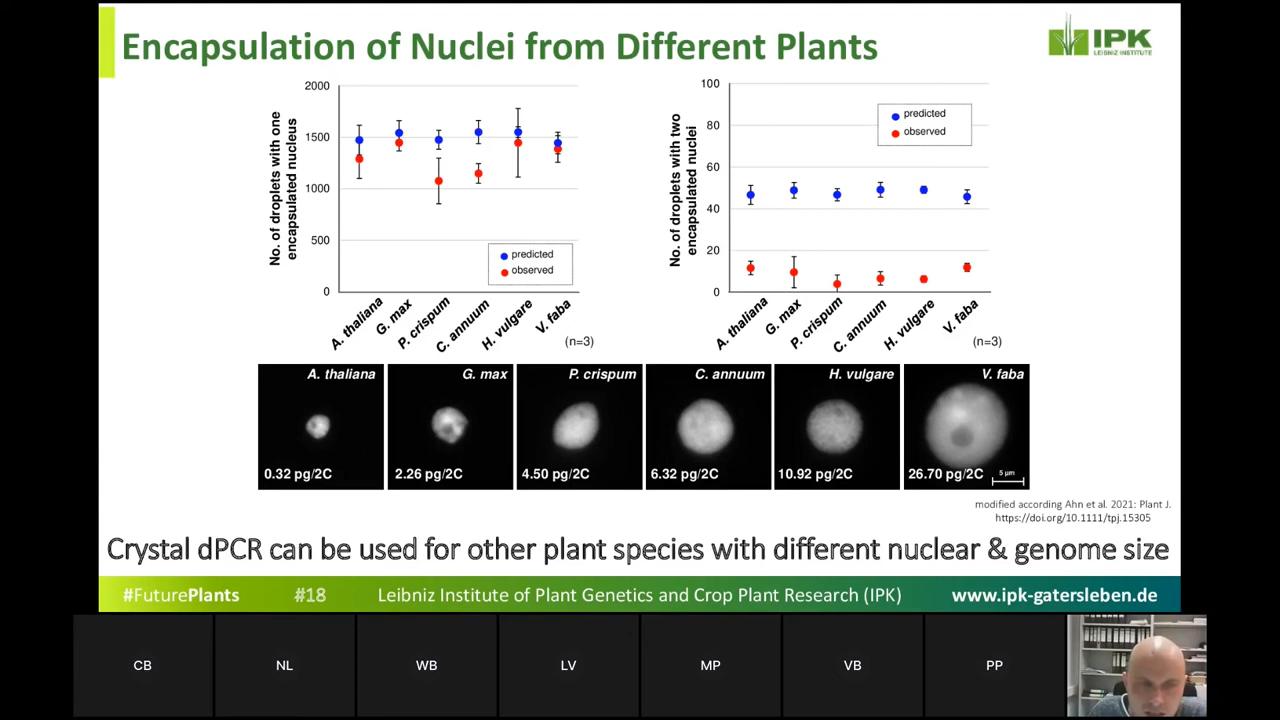 Encapsulation of Nuclei from Different Plants
IPK
LEIBNIZ INSTITUTE
No. of droplets with one
encapsulated nucleus
2000
1500
1000
500
0
predicted
observed
A. thaliana
G. max
P. crispum
C. annuum
H. vulgare
V. faba
(n=3)
No. of droplets with two
encapsulated nuclei
100
80
60
40
20
0
predicted
observed
A. thaliana
G. max
P. crispum
C. annuum
H. vulgare
V. faba
(n=3)
A. thaliana
0.32 pg/2C
G. max
2.26 pg/2C
P. crispum
4.50 pg/2C
C. annuum
6.32 pg/2C
H. vulgare
10.92 pg/2C
V. faba
26.70 pg/2C
5 µm
modified according Ahn et al. 2021: Plant J.
https://doi.org/10.1111/tpj.15305
Crystal dPCR can be used for other plant species with different nuclear & genome size
#FuturePlants #18 Leibniz Institute of Plant Genetics and Crop Plant Research (IPK) www.ipk-gatersleben.de
CB NL WB LV MP VB PP